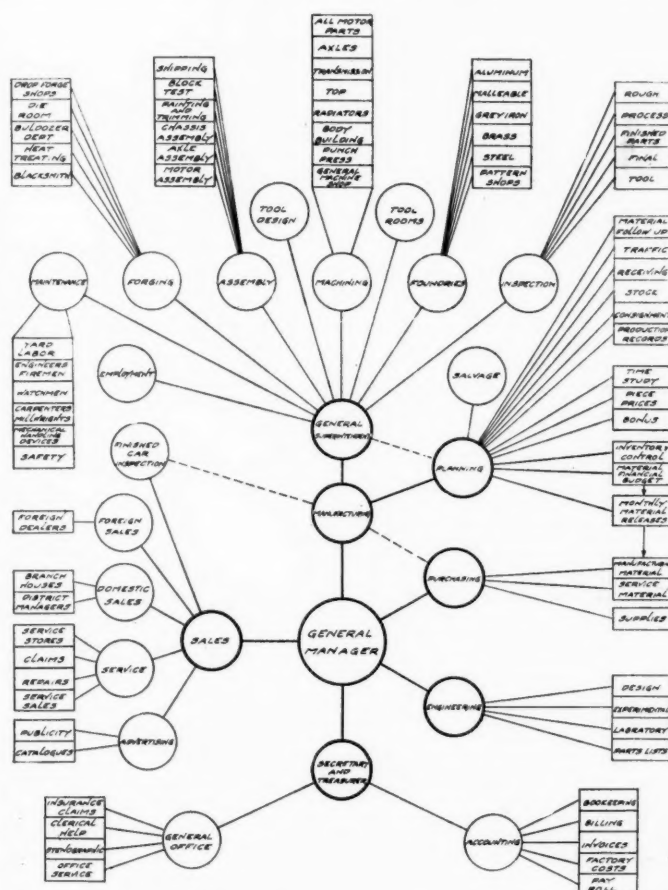 ALL MOTOR
PARTS
AXLES
TRANSMISSION
TOP
RADIATORS
BODY
BUILDING
PUNCH
PRESS
GENERAL
MACHINE
SHOP
SHIPPING
BLOCK
TEST
PAINTING
AND
TRIMMING
CHASSIS
ASSEMBLY
AXLE
ASSEMBLY
MOTOR
ASSEMBLY
ALUMINUM
MALLEABLE
GREY IRON
BRASS
STEEL
PATTERN
SHOPS
DROP FORGE
SHOPS
DIE
ROOM
BULDOZER
DEPT
HEAT
TREATING
BLACKSMITH
ROUGH
PROCESS
FINISHED
PARTS
FINAL
TOOL
TOOL
DESIGN
TOOL
ROOMS
MAINTENANCE
FORGING
ASSEMBLY
MACHINING
FOUNDRIES
INSPECTION
MATERIAL
FOLLOW UP
TRAFFIC
RECEIVING
STOCK
CONSIGNMENT
PRODUCTION
RECORDS
YARD
LABOR
ENGINEERS
FIREMEN
WATCHMEN
CARPENTERS
MILLWRIGHTS
MECHANICAL
HANDLING
DEVICES
SAFETY
EMPLOYMENT
SALVAGE
TIME
STUDY
PIECE
PRICES
BONUS
GENERAL
SUPERINTENDENT
FINISHED
CAR
INSPECTION
PLANNING
INVENTORY
CONTROL
MATERIAL
FINANCIAL
BUDGET
MONTHLY
MATERIAL
RELEASES
MANUFACTURING
FOREIGN
DEALERS
FOREIGN
SALES
BRANCH
HOUSES
DISTRICT
MANAGERS
DOMESTIC
SALES
PURCHASING
MATERIAL
SERVICE
MATERIAL
SUPPLIES
SERVICE
STORES
CLAIMS
REPAIRS
SERVICE
SALES
SERVICE
SALES
GENERAL
MANAGER
ENGINEERING
DESIGN
EXPERIMENTAL
LABRATORY
PARTS LISTS
PUBLICITY
CATALOGUES
ADVERTISING
SECRETARY
AND
TREASURER
INSURANCE
CLAIMS
CLERICAL
HELP
STENOGRAPHIC
OFFICE
SERVICE
GENERAL
OFFICE
ACCOUNTING
BOOKEEPING
BILLING
INVOICES
FACTORY
COSTS
PAY
ROLL